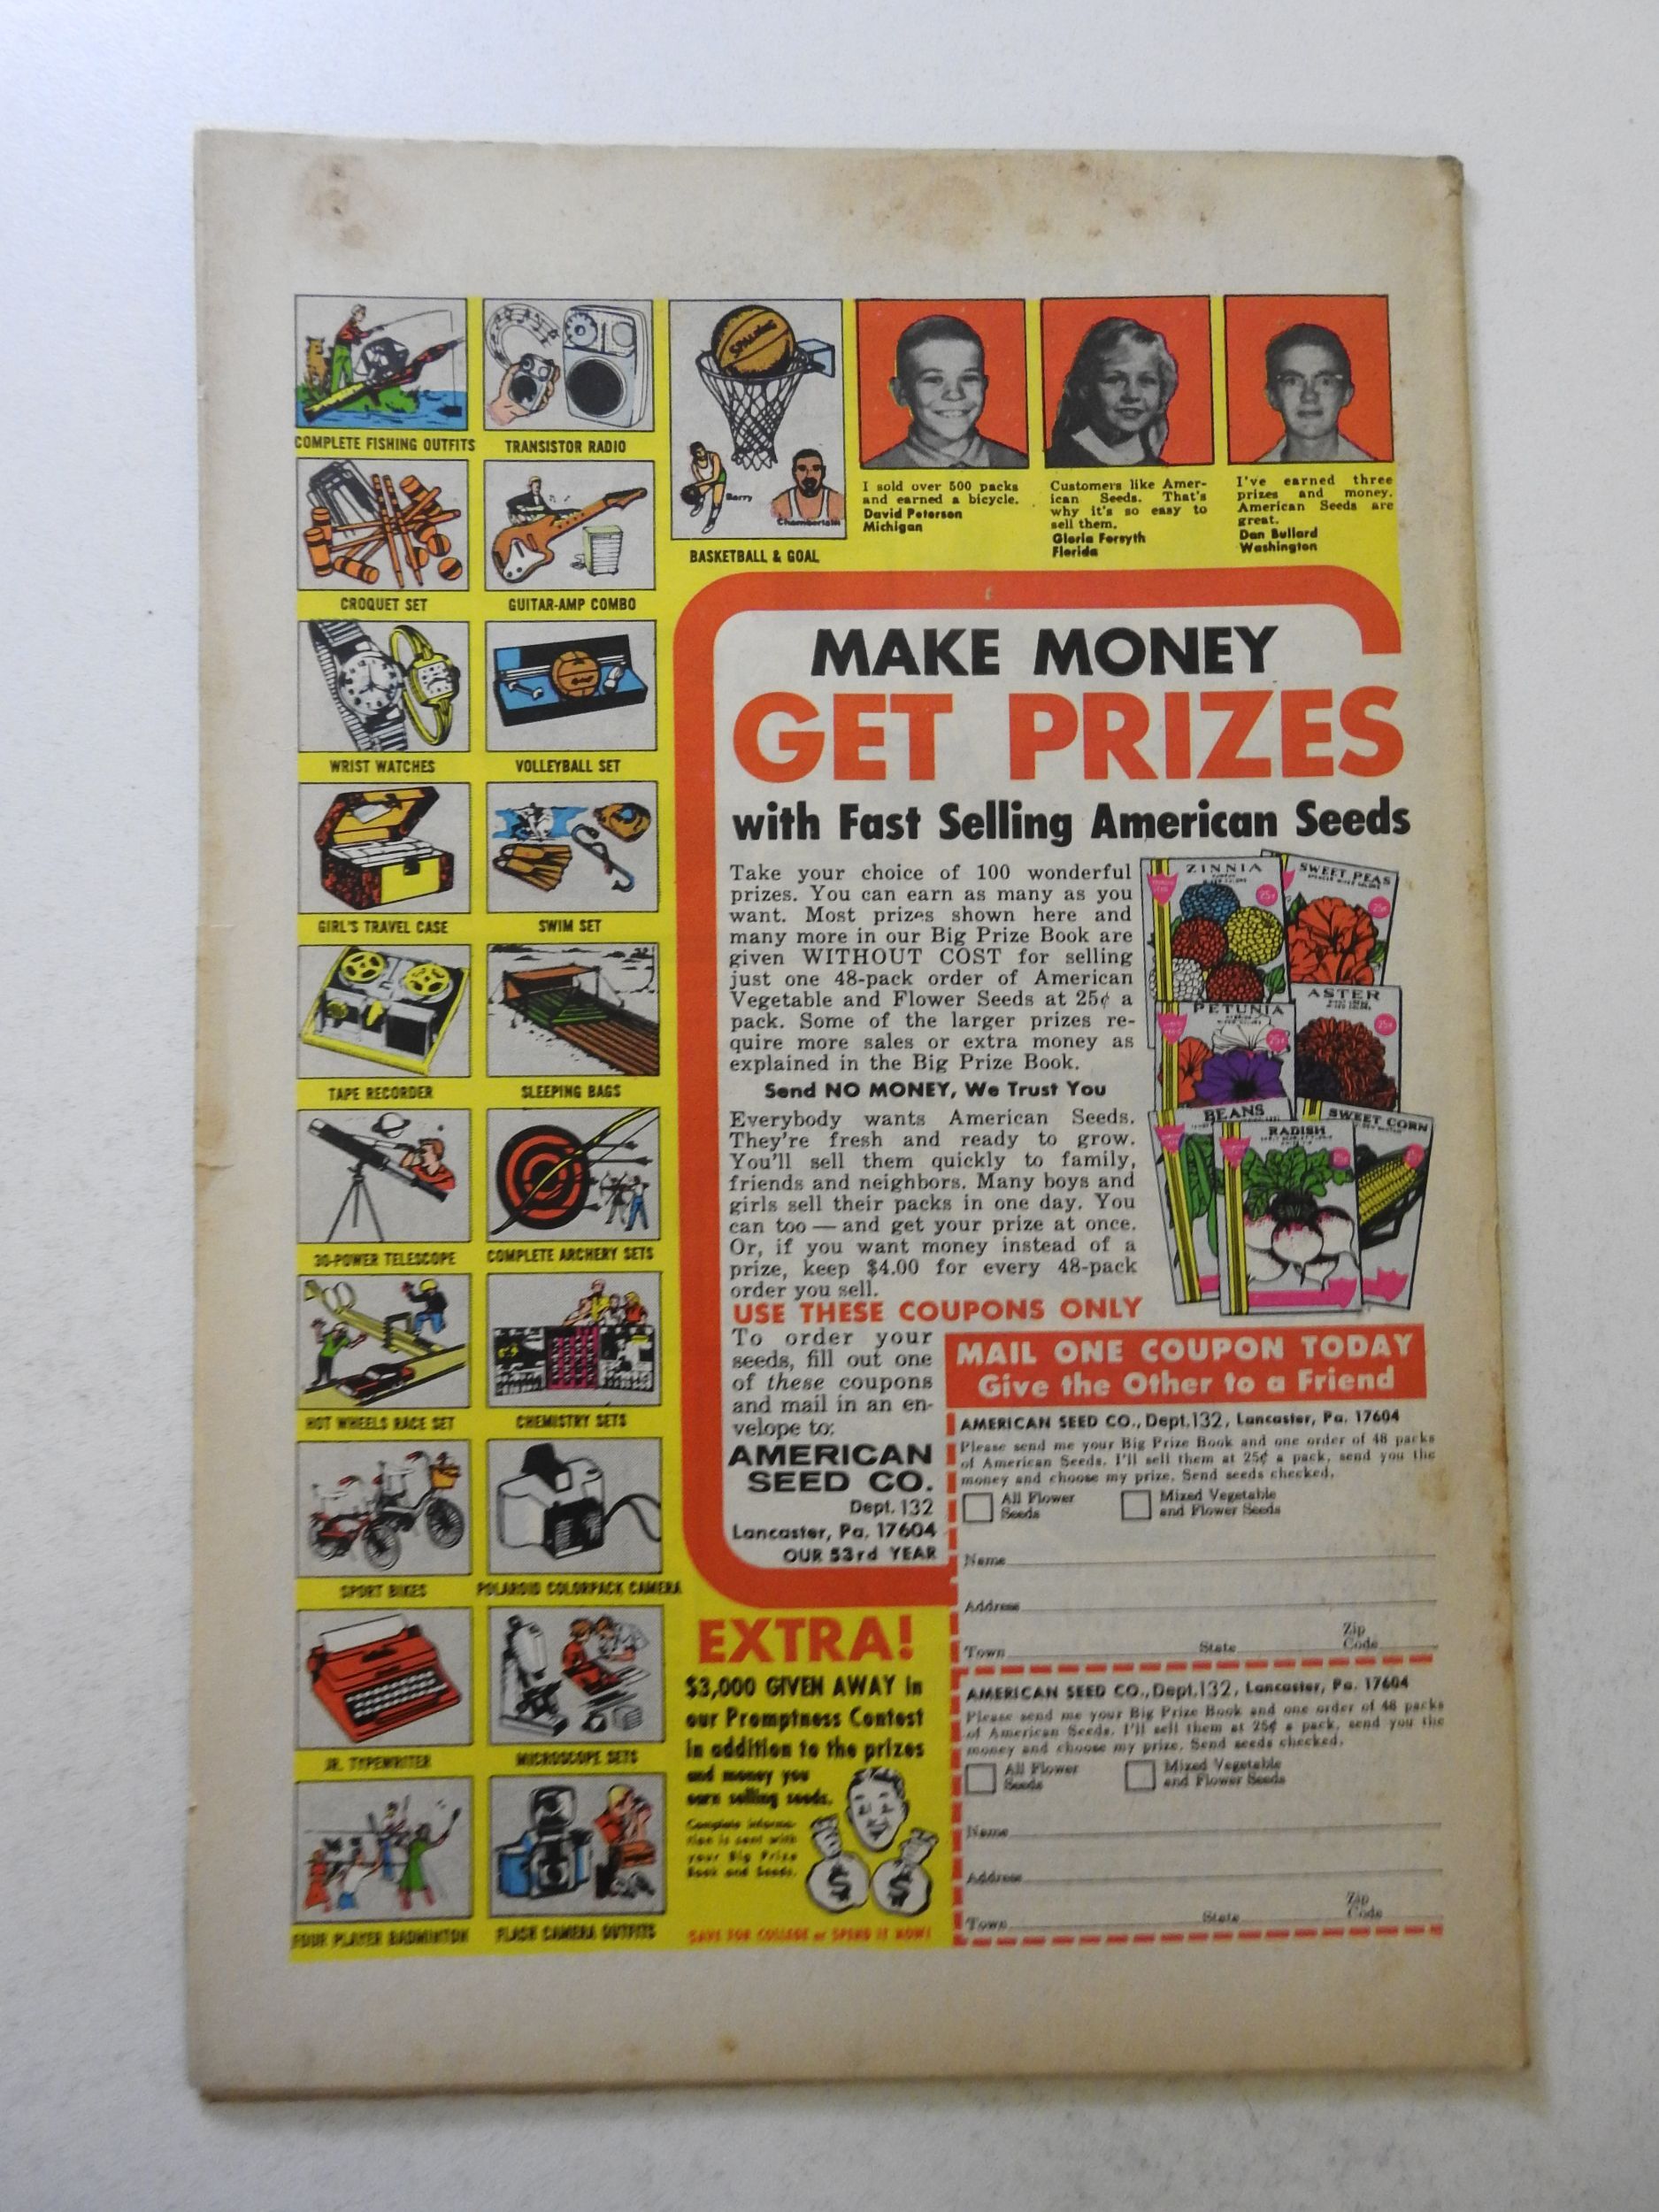 COMPLETE FISHING OUTFITS
TRANSISTOR RADIO
SPALDING
Barry
Chamberlain
BASKETBALL & GOAL
I sold over 500 packs
and earned a bicycle.
David Peterson
Michigan
Customers like Amer-
ican Seeds. That's
why it's so easy to
sell them.
Gloria Forsyth
Florida
I've earned three
prizes and money.
American Seeds are
great.
Dan Bullard
Washington
CROQUET SET
GUITAR-AMP COMBO
WRIST WATCHES
VOLLEYBALL SET
GIRL'S TRAVEL CASE
SWIM SET
TAPE RECORDER
SLEEPING BAGS
30-POWER TELESCOPE
COMPLETE ARCHERY SETS
HOT WHEELS RACE SET
CHEMISTRY SETS
SPORT BIKES
POLAROID COLORPACK CAMERA
JR. TYPEWRITER
MICROSCOPE SETS
FOUR PLAYER BADMINTON
FLASH CAMERA OUTFITS
MAKE MONEY
GET PRIZES
with Fast Selling American Seeds
Take your choice of 100 wonderful
prizes. You can earn as many as you
want. Most prizes shown here and
many more in our Big Prize Book are
given WITHOUT COST for selling
just one 48-pack order of American
Vegetable and Flower Seeds at 25¢ a
pack. Some of the larger prizes re-
quire more sales or extra money as
explained in the Big Prize Book.
Send NO MONEY, We Trust You
Everybody wants American Seeds.
They're fresh and ready to grow.
You'll sell them quickly to family,
friends and neighbors. Many boys and
girls sell their packs in one day. You
can too — and get your prize at once.
Or, if you want money instead of a
prize, keep $4.00 for every 48-pack
order you sell.
ZINNIA
25¢
SWEET PEAS
25¢
PETUNIA
25¢
ASTER
25¢
BEANS
RADISH
SWEET CORN
USE THESE COUPONS ONLY
To order your
seeds, fill out one
of these coupons
and mail in an en-
velope to:
AMERICAN
SEED CO.
Dept. 132
Lancaster, Pa. 17604
OUR 53rd YEAR
MAIL ONE COUPON TODAY
Give the Other to a Friend
AMERICAN SEED CO., Dept.132, Lancaster, Pa. 17604
Please send me your Big Prize Book and one order of 48 packs
of American Seeds. I'll sell them at 25¢ a pack, send you the
money and choose my prize. Send seeds checked.
All Flower
Seeds
Mixed Vegetable
and Flower Seeds
Name
Address
Town State Zip Code
AMERICAN SEED CO., Dept.132, Lancaster, Pa. 17604
Please send me your Big Prize Book and one order of 48 packs
of American Seeds. I'll sell them at 25¢ a pack, send you the
money and choose my prize. Send seeds checked.
All Flower
Seeds
Mixed Vegetable
and Flower Seeds
Name
Address
Town State Zip Code
EXTRA!
$3,000 GIVEN AWAY in
our Promptness Contest
in addition to the prizes
and money you
earn selling seeds.
Complete informa-
tion is sent with
your Big Prize
Book and Seeds.
$ $
SAVE FOR COLLEGE or SPEND IT NOW!